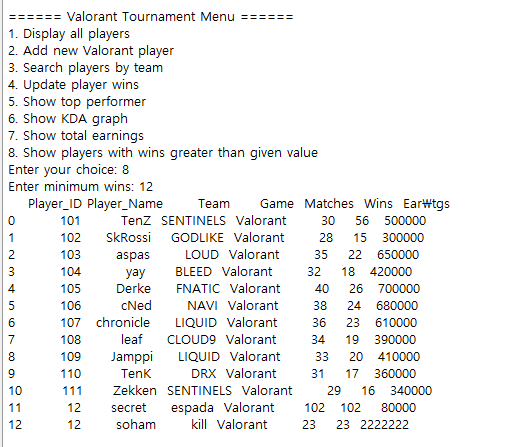 ====== Valorant Tournament Menu ======
1. Display all players
2. Add new Valorant player
3. Search players by team
4. Update player wins
5. Show top performer
6. Show KDA graph
7. Show total earnings
8. Show players with wins greater than given value
Enter your choice: 8
Enter minimum wins: 12
Player_ID Player_Name Team Game Matches Wins Ear₩tgs
0 101 TenZ SENTINELS Valorant 30 56 500000
1 102 SkRossi GODLIKE Valorant 28 15 300000
2 103 aspas LOUD Valorant 35 22 650000
3 104 yay BLEED Valorant 32 18 420000
4 105 Derke FNATIC Valorant 40 26 700000
5 106 cNed NAVI Valorant 38 24 680000
6 107 chronicle LIQUID Valorant 36 23 610000
7 108 leaf CLOUD9 Valorant 34 19 390000
8 109 Jamppi LIQUID Valorant 33 20 410000
9 110 TenK DRX Valorant 31 17 360000
10 111 Zekken SENTINELS Valorant 29 16 340000
11 12 secret espada Valorant 102 102 80000
12 12 soham kill Valorant 23 23 2222222